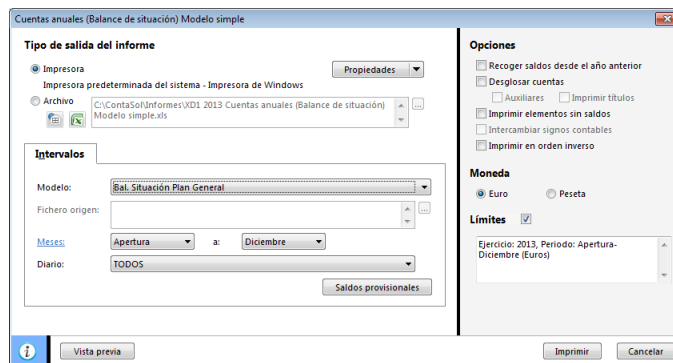 Cuentas anuales (Balance de situación) Modelo simple
Tipo de salida del informe
Impresora
Propiedades
Impresora predeterminada del sistema - Impresora de Windows
Archivo
C:\ContaSol\Informes\XD1 2013 Cuentas anuales (Balance de situación)
Modelo simple.xls
...
Intervalos
Modelo:
Bal. Situación Plan General
Fichero origen:
...
Meses:
Apertura
a:
Diciembre
Diario:
TODOS
Saldos provisionales
Opciones
Recoger saldos desde el año anterior
Desglosar cuentas
Auxiliares
Imprimir títulos
Imprimir elementos sin saldos
Intercambiar signos contables
Imprimir en orden inverso
Moneda
Euro
Peseta
Límites
Ejercicio: 2013, Periodo: Apertura-
Diciembre (Euros)
i
Vista previa
Imprimir
Cancelar